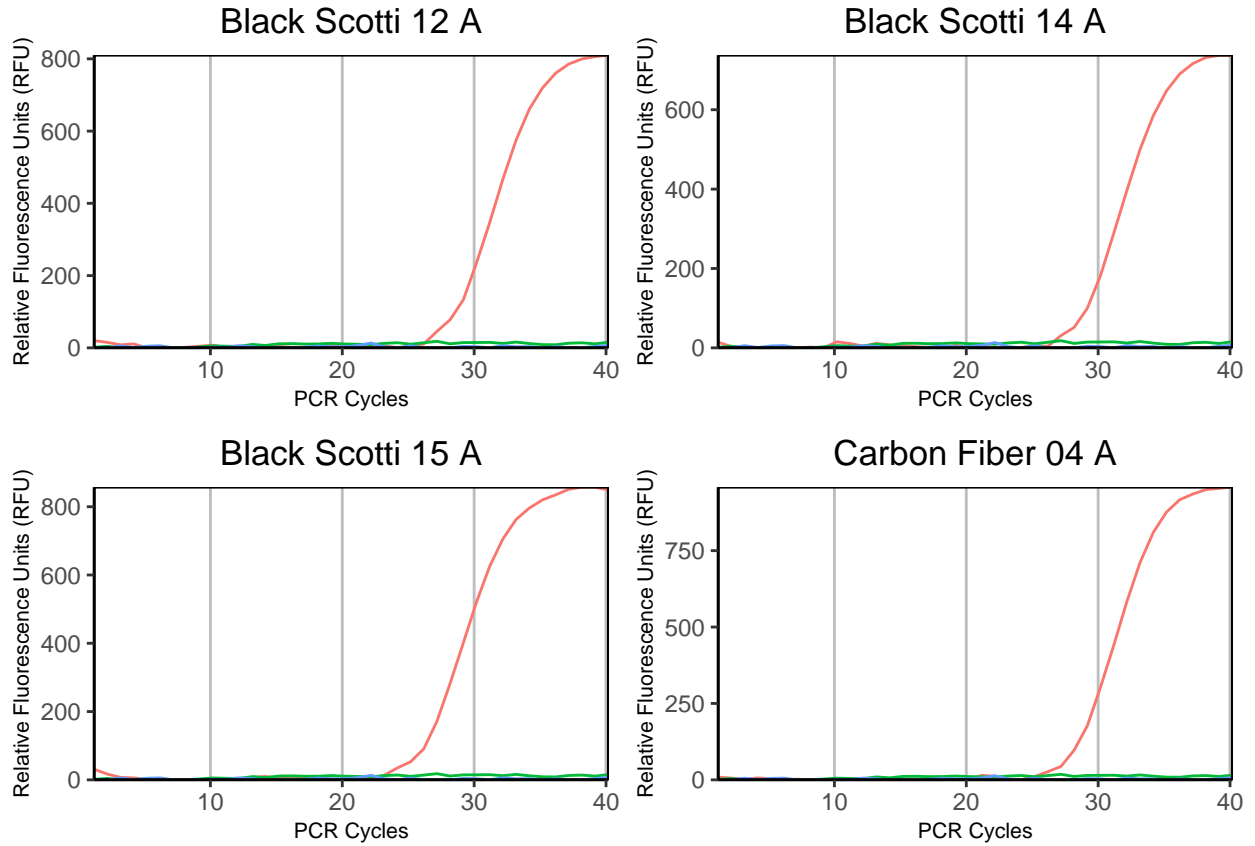 Black Scotti 12 A
Relative Fluorescence Units (RFU)
800
600
400
200
0
10 20 30 40
PCR Cycles
Black Scotti 14 A
Relative Fluorescence Units (RFU)
600
400
200
0
10 20 30 40
PCR Cycles
Black Scotti 15 A
Relative Fluorescence Units (RFU)
800
600
400
200
0
10 20 30 40
PCR Cycles
Carbon Fiber 04 A
Relative Fluorescence Units (RFU)
750
500
250
0
10 20 30 40
PCR Cycles